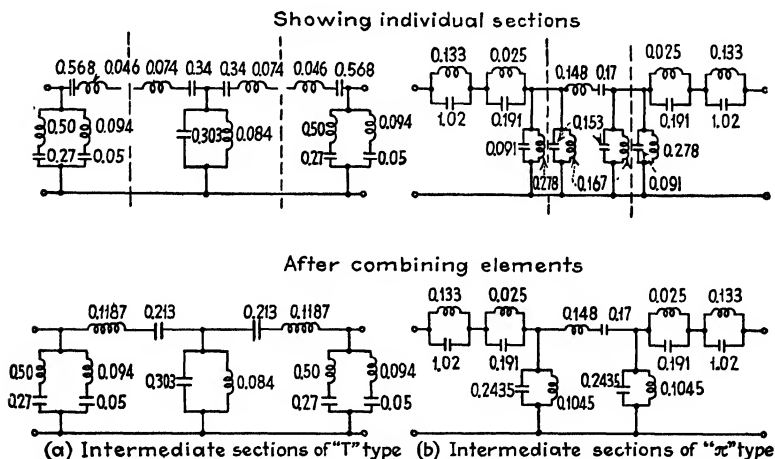 Showing individual sections
0.568 0.046 0.074 0.34 0.34 0.074 0.046 0.568
0.50 0.094
0.27 0.05
0.303 0.084
0.50 0.094
0.27 0.05
0.133 0.025 0.148 0.17 0.025 0.133
1.02 0.191 0.153 0.191 1.02
0.091 0.278 0.167 0.278 0.091
After combining elements
0.1187 0.213 0.213 0.1187
0.50 0.094
0.27 0.05
0.303 0.084
0.50 0.094
0.27 0.05
0.133 0.025 0.148 0.17 0.025 0.133
1.02 0.191 0.191 1.02
0.2435 0.1045 0.2435 0.1045
(a) Intermediate sections of "T" type (b) Intermediate sections of "π" type